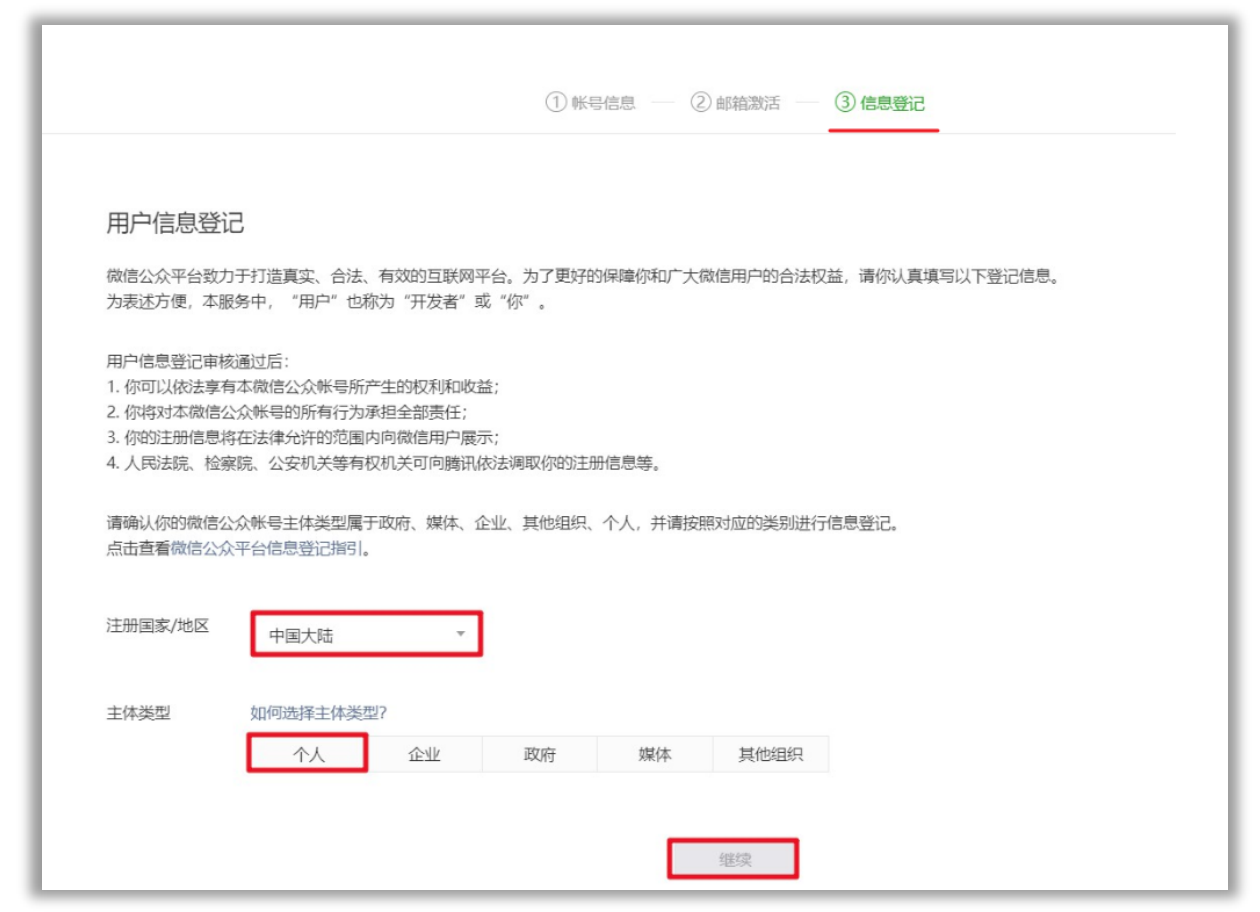 ① 帐号信息 — ② 邮箱激活 — ③ 信息登记
用户信息登记
微信公众平台致力于打造真实、合法、有效的互联网平台。为了更好的保障你和广大微信用户的合法权益，请你认真填写以下登记信息。
为表述方便，本服务中，“用户”也称为“开发者”或“你”。
用户信息登记审核通过后：
1. 你可以依法享有本微信公众帐号所产生的权利和收益；
2. 你将对本微信公众帐号的所有行为承担全部责任；
3. 你的注册信息将在法律允许的范围内向微信用户展示；
4. 人民法院、检察院、公安机关等有权机关可向腾讯依法调取你的注册信息等。
请确认你的微信公众帐号主体类型属于政府、媒体、企业、其他组织、个人，并请按照对应的类别进行信息登记。
点击查看微信公众平台信息登记指引。
注册国家/地区 中国大陆
主体类型 如何选择主体类型?
个人 企业 政府 媒体 其他组织
继续